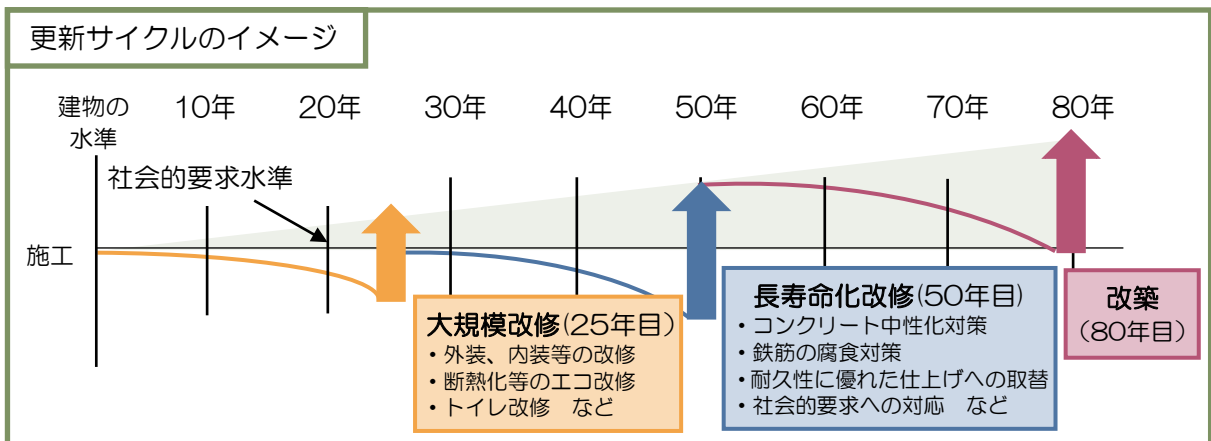 更新サイクルのイメージ
建物の
水準
10年
20年
30年
40年
50年
60年
70年
80年
社会的要求水準
施工
大規模改修(25年目)
・外装、内装等の改修
・断熱化等のエコ改修
・トイレ改修　など
長寿命化改修(50年目)
・コンクリート中性化対策
・鉄筋の腐食対策
・耐久性に優れた仕上げへの取替
・社会的要求への対応　など
改築
(80年目)